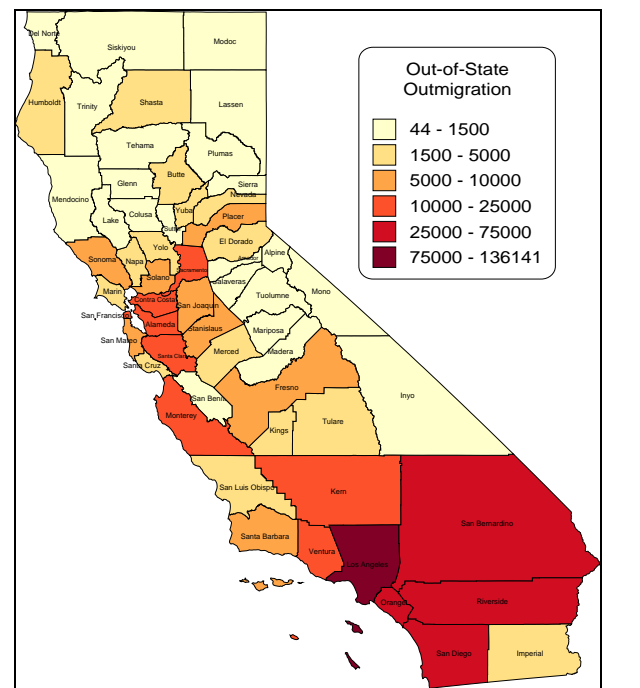 Out-of-State
Outmigration
44 - 1500
1500 - 5000
5000 - 10000
10000 - 25000
25000 - 75000
75000 - 136141
Del Norte
Siskiyou
Modoc
Humboldt
Trinity
Shasta
Lassen
Tehama
Plumas
Mendocino
Glenn
Butte
Sierra
Nevada
Lake
Colusa
Sutter
Yuba
Placer
Sonoma
Napa
Yolo
El Dorado
Sacramento
Amador
Alpine
Solano
Marin
Calaveras
Mono
Contra Costa
San Joaquin
Tuolumne
San Francisco
Alameda
Stanislaus
Mariposa
San Mateo
Santa Clara
Merced
Madera
Santa Cruz
San Benito
Fresno
Inyo
Monterey
Kings
Tulare
San Luis Obispo
Kern
San Bernardino
Santa Barbara
Ventura
Los Angeles
Orange
Riverside
San Diego
Imperial